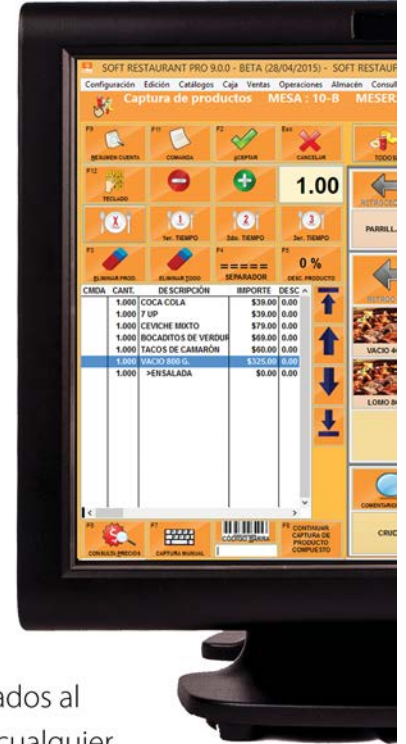 SOFT RESTAURANT PRO 9.0.0 - BETA (28/04/2015) - SOFT RESTAUR
Configuración Edición Catálogos Caja Ventas Operaciones Almacén Consult
Captura de productos MESA : 10-B MESER
F9 F11 F2 Esc
RESUMEN CUENTA COMANDA ACEPTAR CANCELAR TODO
F12
1.00
TECLADO
RETROCE
X 1 2 3
1er. TIEMPO 2do. TIEMPO 3er. TIEMPO
PARRILL
F3 F4 F5
===== 0 %
ELIMINAR PROD. ELIMINAR TODO SEPARADOR DESC. PRODUCTO
RETROC
CMDA CANT. DESCRIPCIÓN IMPORTE DESC
1.000 COCA COLA $39.00 0.00
1.000 7 UP $39.00 0.00
1.000 CEVICHE MIXTO $79.00 0.00
1.000 BOCADITOS DE VERDUR $69.00 0.00
1.000 TACOS DE CAMARÓN $60.00 0.00
1.000 VACIO 800 G. $325.00 0.00
1.000 >ENSALADA $0.00 0.00
VACIO 4
LOMO 8
F6 F7 CÓDIGO BARRA F8 CONTINUAR
CAPTURA DE
PRODUCTO
COMPUESTO
CONSULTA PRECIOS CAPTURA MANUAL
COMENTARIO
CRUC
ados al
cualquier